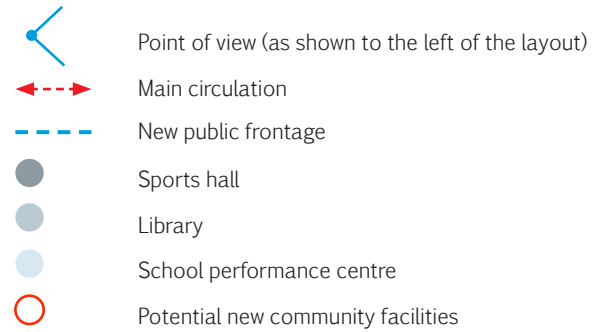 Point of view (as shown to the left of the layout)
Main circulation
New public frontage
Sports hall
Library
School performance centre
Potential new community facilities